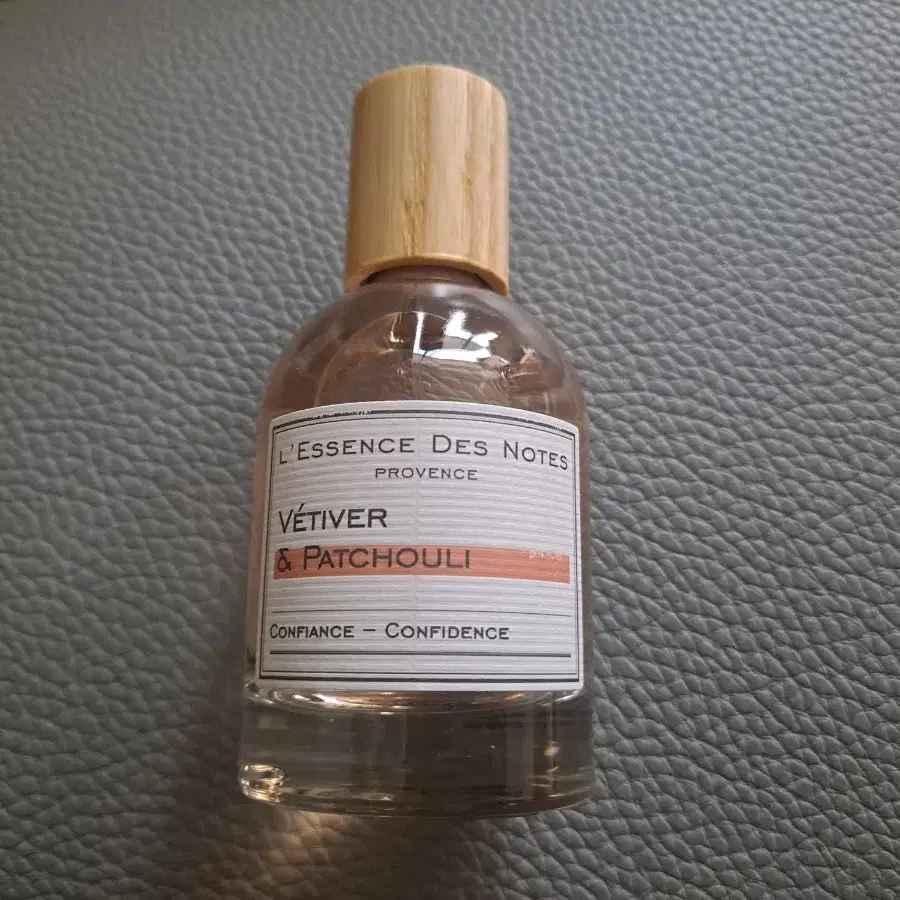 L'ESSENCE DES NOTES
PROVENCE
VÉTIVER
& PATCHOULI
CONFIANCE – CONFIDENCE